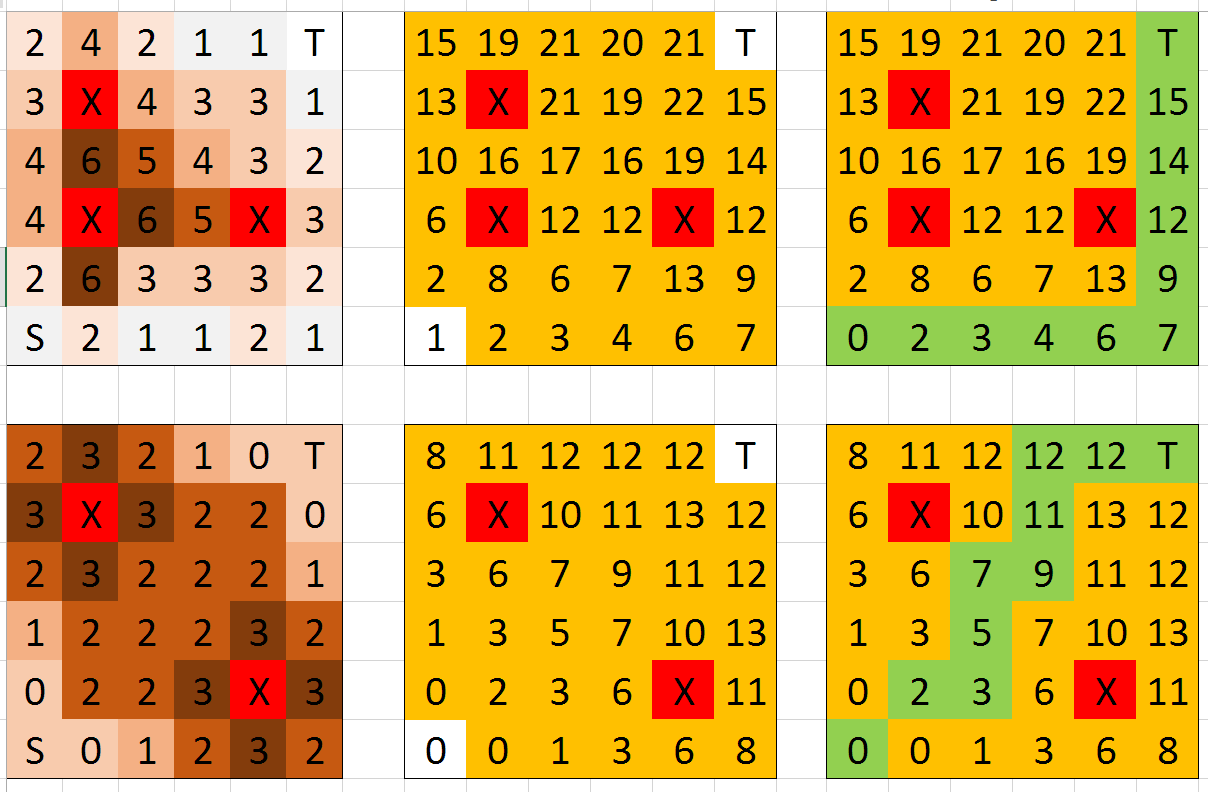 2 4 2 1 1 T 15 19 21 20 21 T 15 19 21 20 21 T
3 X 4 3 3 1 13 X 21 19 22 15 13 X 21 19 22 15
4 6 5 4 3 2 10 16 17 16 19 14 10 16 17 16 19 14
4 X 6 5 X 3 6 X 12 12 X 12 6 X 12 12 X 12
2 6 3 3 3 2 2 8 6 7 13 9 2 8 6 7 13 9
S 2 1 1 2 1 1 2 3 4 6 7 0 2 3 4 6 7
2 3 2 1 0 T 8 11 12 12 12 T 8 11 12 12 12 T
3 X 3 2 2 0 6 X 10 11 13 12 6 X 10 11 13 12
2 3 2 2 2 1 3 6 7 9 11 12 3 6 7 9 11 12
1 2 2 2 3 2 1 3 5 7 10 13 1 3 5 7 10 13
0 2 2 3 X 3 0 2 3 6 X 11 0 2 3 6 X 11
S 0 1 2 3 2 0 0 1 3 6 8 0 0 1 3 6 8